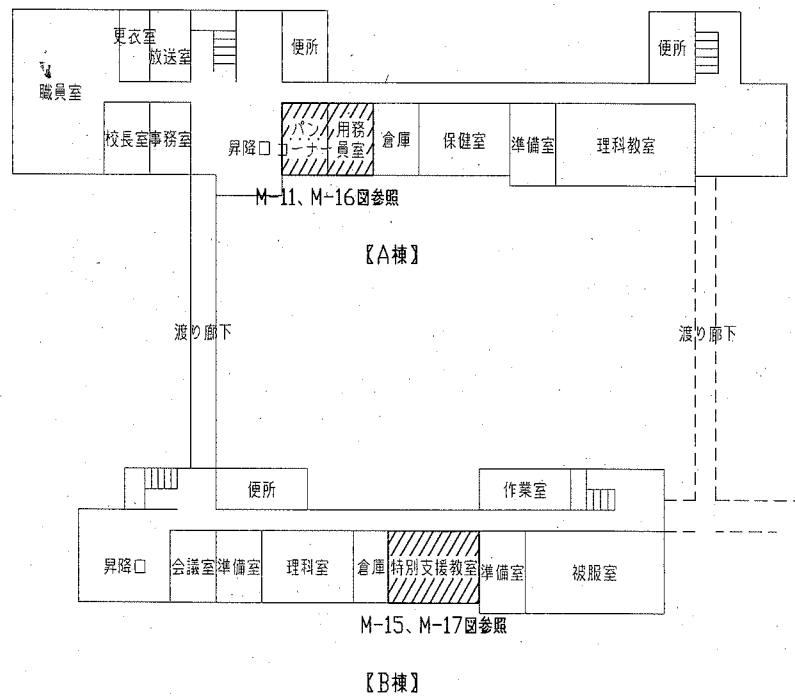 更衣室
放送室
便所
便所
職員室
校長室
事務室
昇降口
パン
コーナー
用務
員室
倉庫
保健室
準備室
理科教室
M-11、M-16図参照
【A棟】
渡り廊下
渡り廊下
便所
作業室
昇降口
会議室
準備室
理科室
倉庫
特別支援教室
準備室
被服室
M-15、M-17図参照
【B棟】